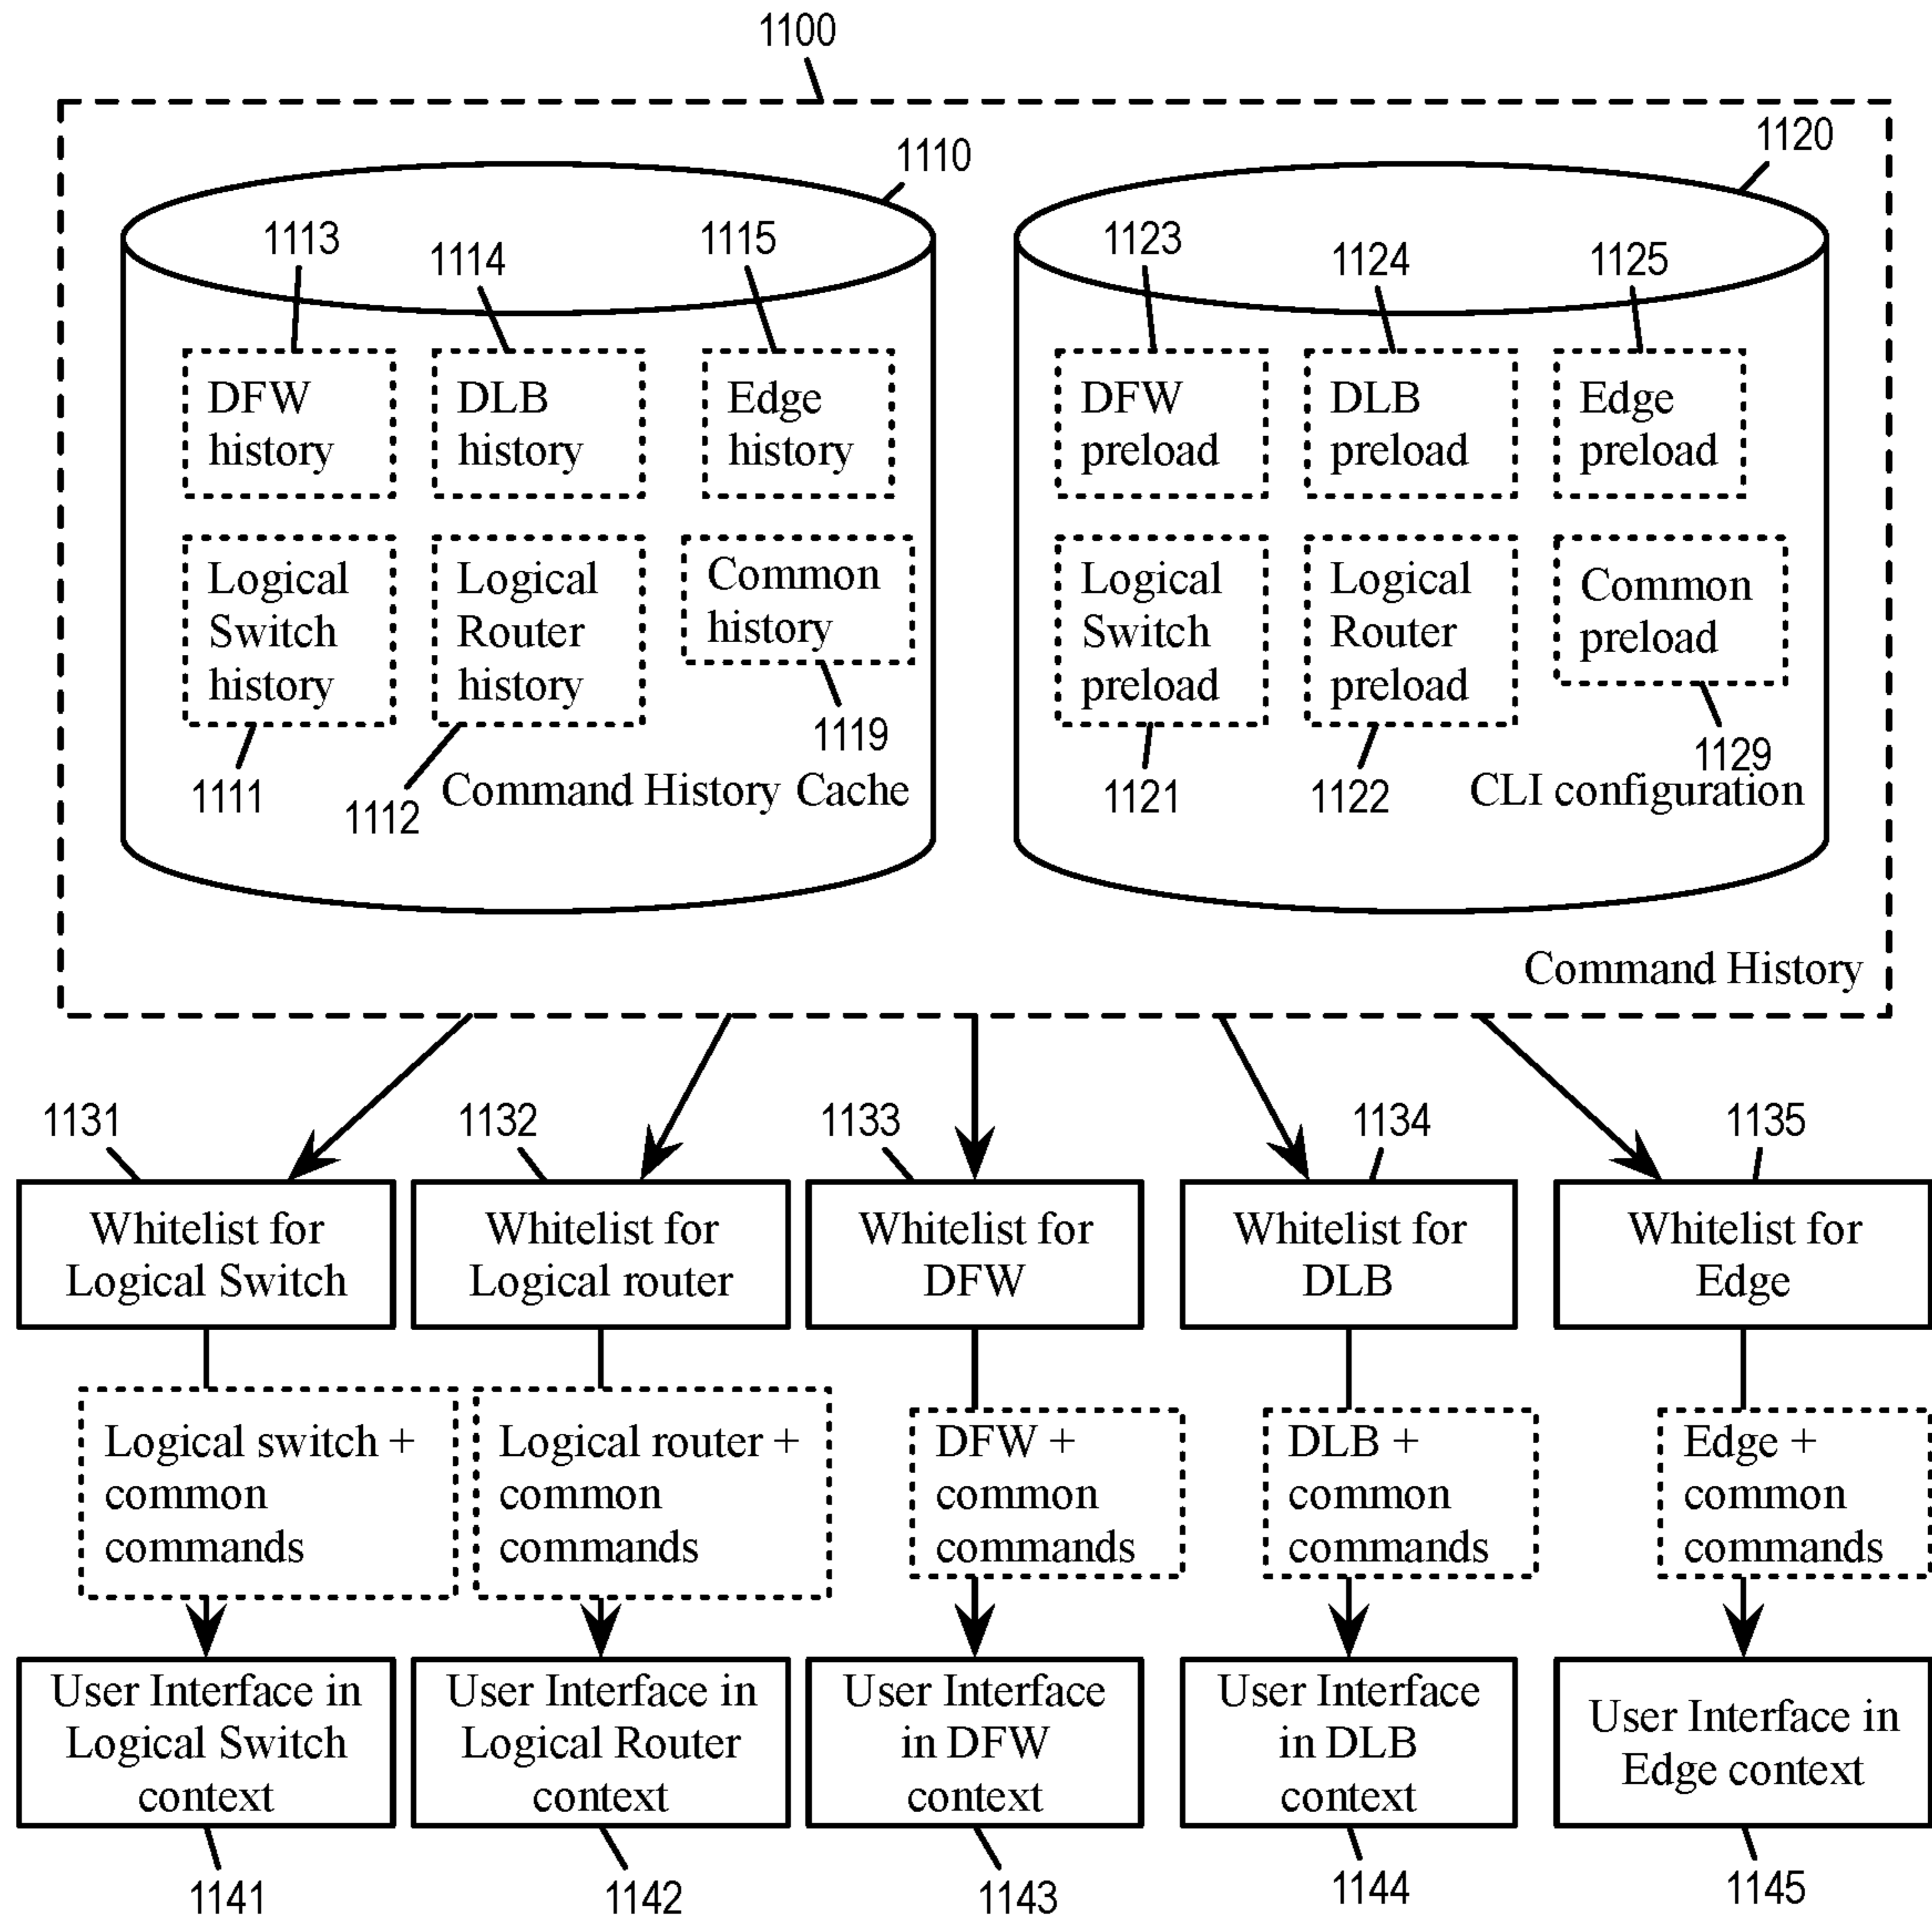 1100
1110
1120
1113
1114
1115
1123
1124
1125
DFW
history
DLB
history
Edge
history
DFW
preload
DLB
preload
Edge
preload
Logical
Switch
history
Logical
Router
history
Common
history
Logical
Switch
preload
Logical
Router
preload
Common
preload
1119
1129
1111
1112
Command History Cache
1121
1122
CLI configuration
Command History
1131
1132
1133
1134
1135
Whitelist for
Logical Switch
Whitelist for
Logical router
Whitelist for
DFW
Whitelist for
DLB
Whitelist for
Edge
Logical switch +
common
commands
Logical router +
common
commands
DFW +
common
commands
DLB +
common
commands
Edge +
common
commands
User Interface in
Logical Switch
context
User Interface in
Logical Router
context
User Interface
in DFW
context
User Interface
in DLB
context
User Interface in
Edge context
1141
1142
1143
1144
1145